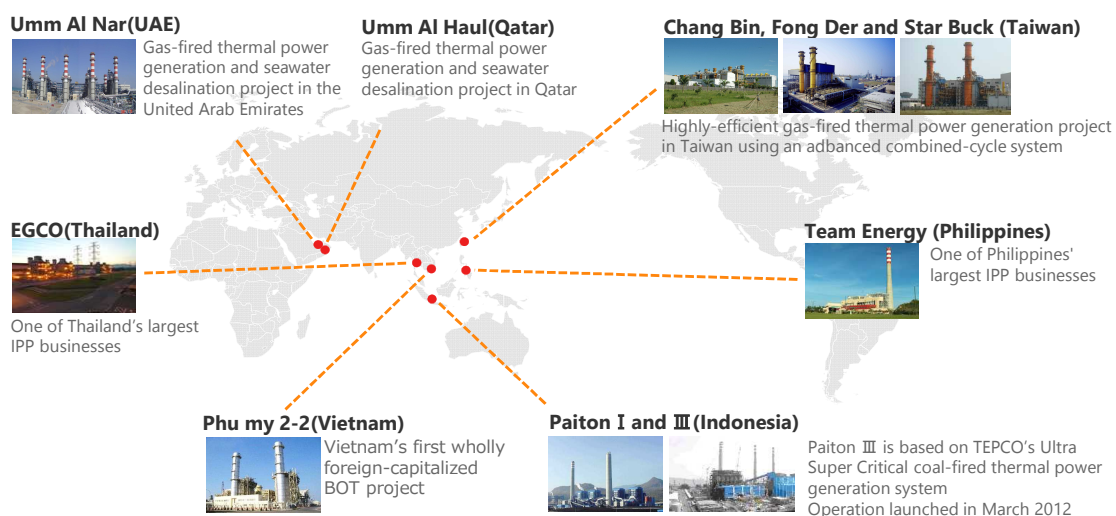 Umm Al Nar(UAE)
Gas-fired thermal power
generation and seawater
desalination project in the
United Arab Emirates
Umm Al Haul(Qatar)
Gas-fired thermal power
generation and seawater
desalination project in Qatar
Chang Bin, Fong Der and Star Buck (Taiwan)
Highly-efficient gas-fired thermal power generation project
in Taiwan using an adbanced combined-cycle system
EGCO(Thailand)
One of Thailand’s largest
IPP businesses
Team Energy (Philippines)
One of Philippines'
largest IPP businesses
Phu my 2-2(Vietnam)
Vietnam’s first wholly
foreign-capitalized
BOT project
Paiton Ⅰ and Ⅲ(Indonesia)
Paiton Ⅲ is based on TEPCO’s Ultra
Super Critical coal-fired thermal power
generation system
Operation launched in March 2012